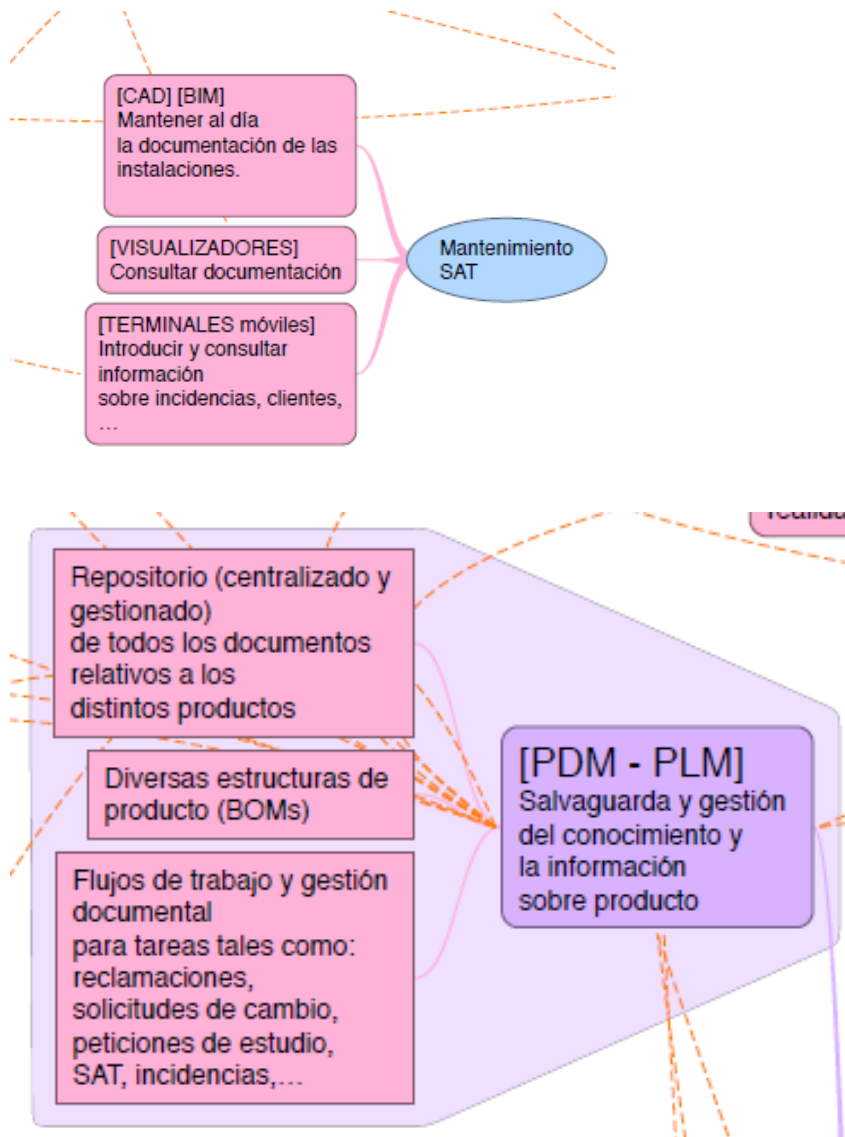 [CAD] [BIM]
Mantener al día
la documentación de las
instalaciones.
[VISUALIZADORES]
Consultar documentación
[TERMINALES móviles]
Introducir y consultar
información
sobre incidencias, clientes,
…
Mantenimiento
SAT
Repositorio (centralizado y
gestionado)
de todos los documentos
relativos a los
distintos productos
Diversas estructuras de
producto (BOMs)
Flujos de trabajo y gestión
documental
para tareas tales como:
reclamaciones,
solicitudes de cambio,
peticiones de estudio,
SAT, incidencias,…
[PDM - PLM]
Salvaguarda y gestión
del conocimiento y
la información
sobre producto